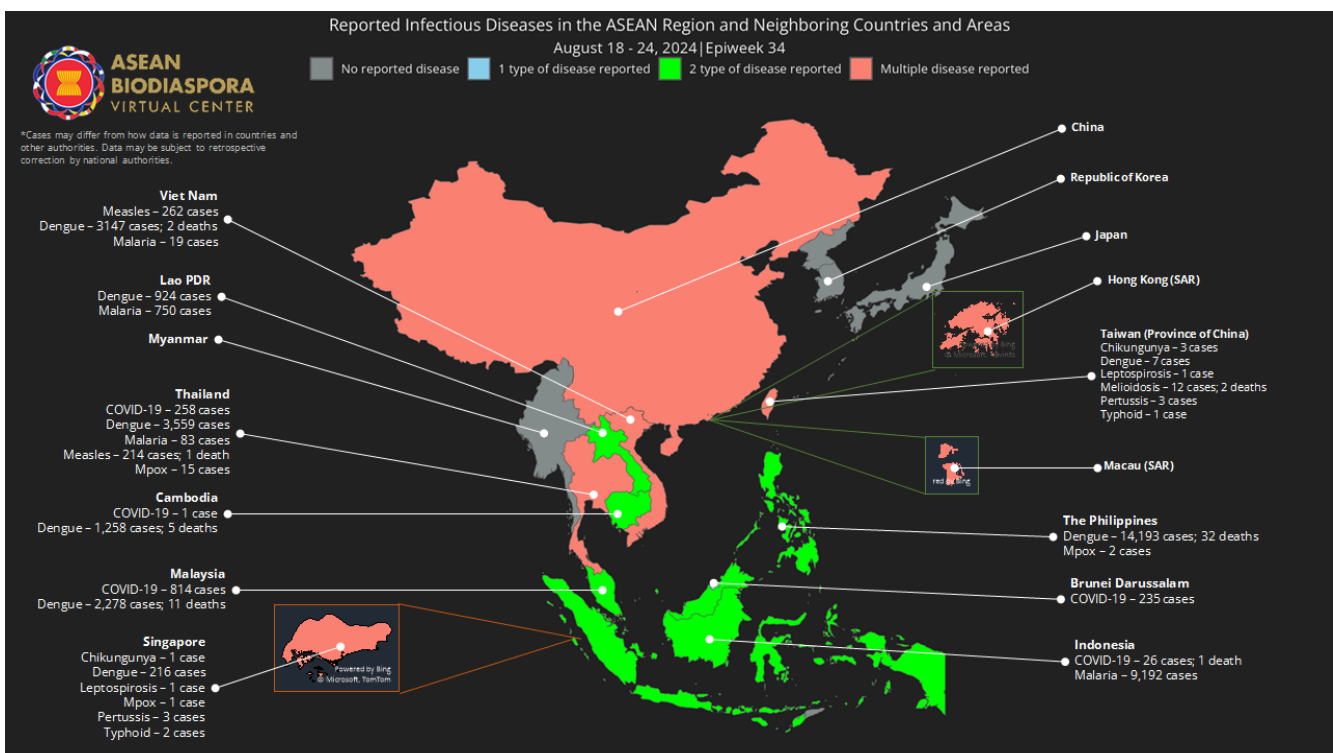 Reported Infectious Diseases in the ASEAN Region and Neighboring Countries and Areas
August 18 - 24, 2024|Epiweek 34
No reported disease
1 type of disease reported
2 type of disease reported
Multiple disease reported
ASEAN
BIODIASPORA
VIRTUAL CENTER
*Cases may differ from how data is reported in countries and
other authorities. Data may be subject to retrospective
correction by national authorities.
Viet Nam
Measles – 262 cases
Dengue – 3147 cases; 2 deaths
Malaria – 19 cases
Lao PDR
Dengue – 924 cases
Malaria – 750 cases
Myanmar
Thailand
COVID-19 – 258 cases
Dengue – 3,559 cases
Malaria – 83 cases
Measles – 214 cases; 1 death
Mpox – 15 cases
Cambodia
COVID-19 – 1 case
Dengue – 1,258 cases; 5 deaths
Malaysia
COVID-19 – 814 cases
Dengue – 2,278 cases; 11 deaths
Singapore
Chikungunya – 1 case
Dengue – 216 cases
Leptospirosis – 1 case
Mpox – 1 case
Pertussis – 3 cases
Typhoid – 2 cases
Powered by Bing
© Microsoft, TomTom
China
Republic of Korea
Japan
Hong Kong (SAR)
Powered by Bing
© Microsoft, TomTom
Taiwan (Province of China)
Chikungunya – 3 cases
Dengue – 7 cases
Leptospirosis – 1 case
Melioidosis – 12 cases; 2 deaths
Pertussis – 3 cases
Typhoid – 1 case
Macau (SAR)
red by Bing
The Philippines
Dengue – 14,193 cases; 32 deaths
Mpox – 2 cases
Brunei Darussalam
COVID-19 – 235 cases
Indonesia
COVID-19 – 26 cases; 1 death
Malaria – 9,192 cases